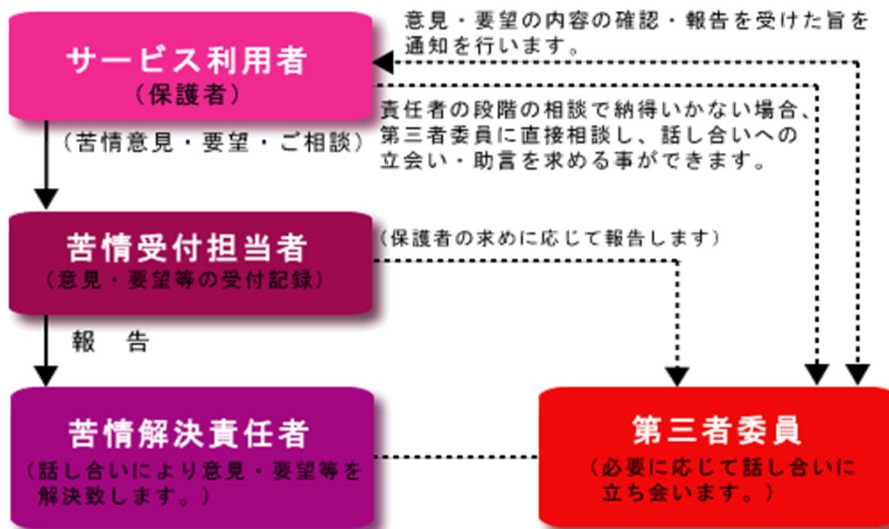 意見・要望の内容の確認・報告を受けた旨を
通知を行います。
サービス利用者
(保護者)
責任者の段階の相談で納得いかない場合、
第三者委員に直接相談し、話し合いへの
立会い・助言を求める事ができます。
(苦情意見・要望・ご相談)
苦情受付担当者
(意見・要望等の受付記録)
(保護者の求めに応じて報告します)
報 告
苦情解決責任者
(話し合いにより意見・要望等を
解決致します。)
第三者委員
(必要に応じて話し合いに
立ち会います。)